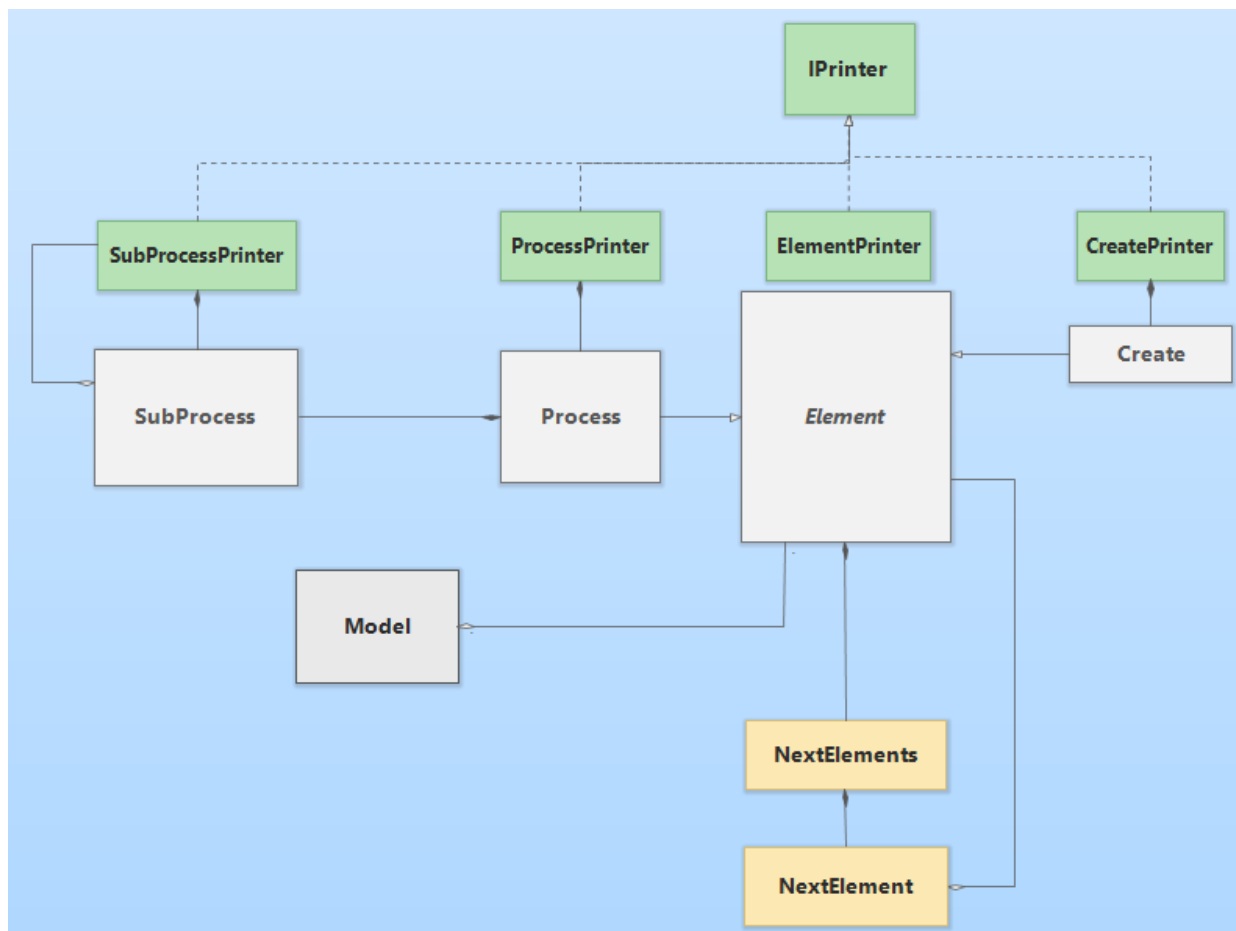 IPrinter
SubProcessPrinter
ProcessPrinter
ElementPrinter
CreatePrinter
Create
SubProcess
Process
Element
Model
NextElements
NextElement